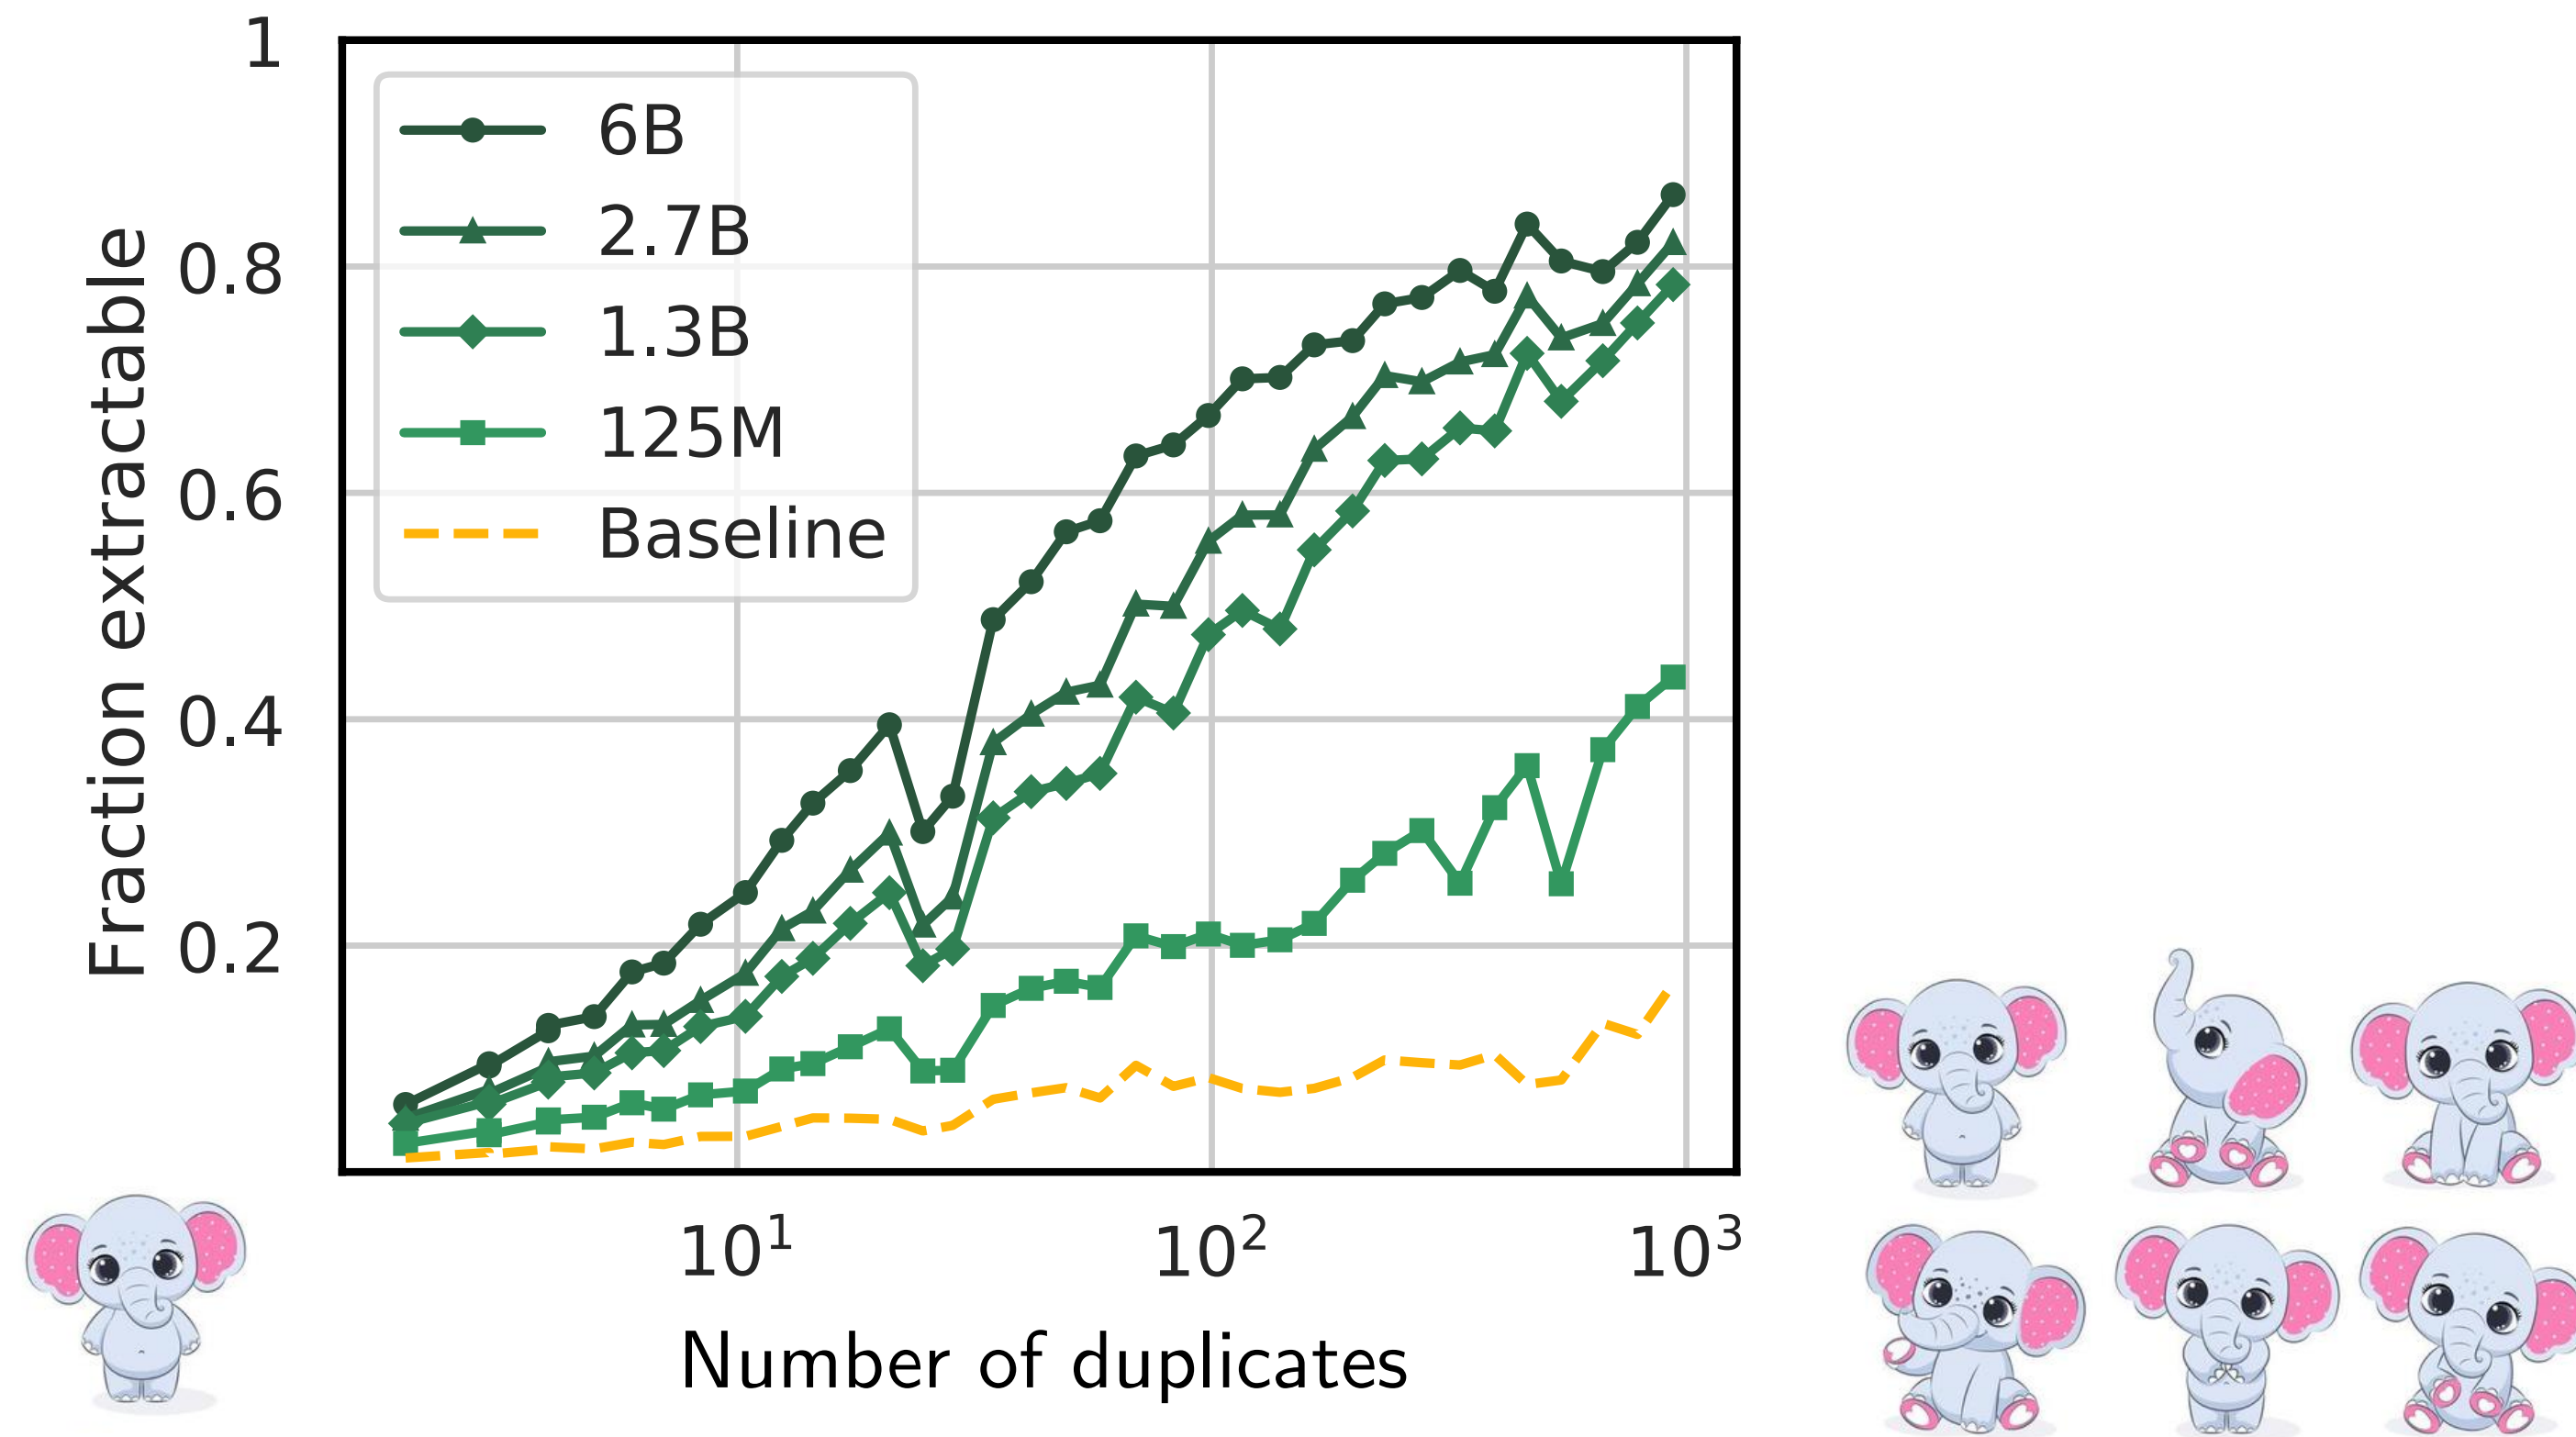 1
0.8
0.6
0.4
0.2
Fraction extractable
6B
2.7B
1.3B
125M
Baseline
10¹ 10² 10³
Number of duplicates